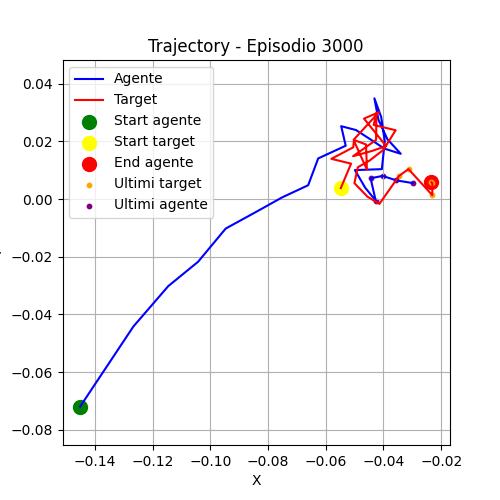 Trajectory - Episodio 3000
Agente
Target
Start agente
Start target
End agente
Ultimi target
Ultimi agente
0.04
0.02
0.00
−0.02
−0.04
−0.06
−0.08
−0.14
−0.12
−0.10
−0.08
−0.06
−0.04
−0.02
X